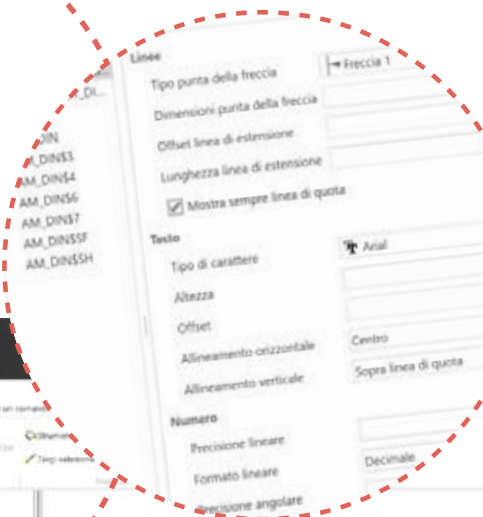 Linee
Tipo punta della freccia
Freccia 1
Dimensioni punta della freccia
Offset linea di estensione
Lunghezza linea di estensione
Mostra sempre linea di quota
Testo
Tipo di carattere
Arial
Altezza
Offset
Allineamento orizzontale
Centro
Allineamento verticale
Sopra linea di quota
Numero
Precisione lineare
Formato lineare
Decimale
Precisione angolare
AM_DIN$4
AM_DIN$6
AM_DIN$7
AM_DIN$SF
AM_DIN$SH